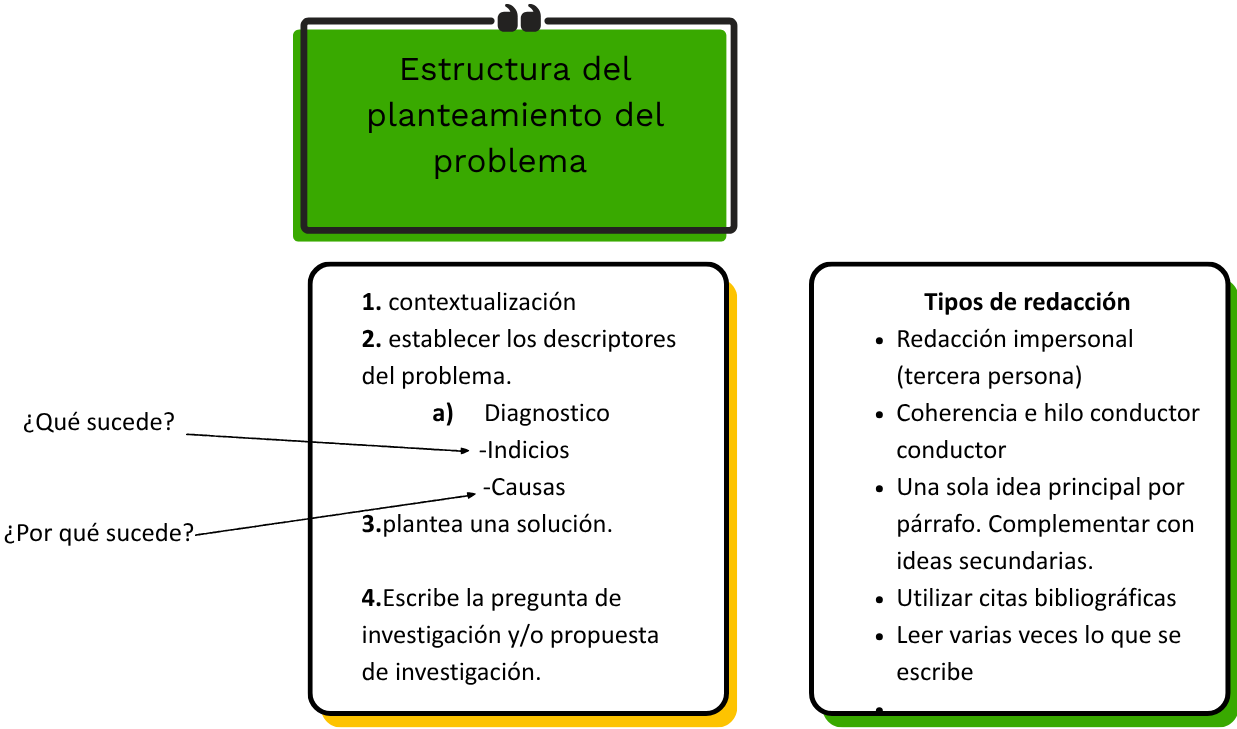 Estructura del
planteamiento del
problema
1. contextualización
2. establecer los descriptores
del problema.
a) Diagnostico
¿Qué sucede?
-Indicios
-Causas
¿Por qué sucede?
3.plantea una solución.
4.Escribe la pregunta de
investigación y/o propuesta
de investigación.
Tipos de redacción
• Redacción impersonal
(tercera persona)
• Coherencia e hilo conductor
conductor
• Una sola idea principal por
párrafo. Complementar con
ideas secundarias.
• Utilizar citas bibliográficas
• Leer varias veces lo que se
escribe